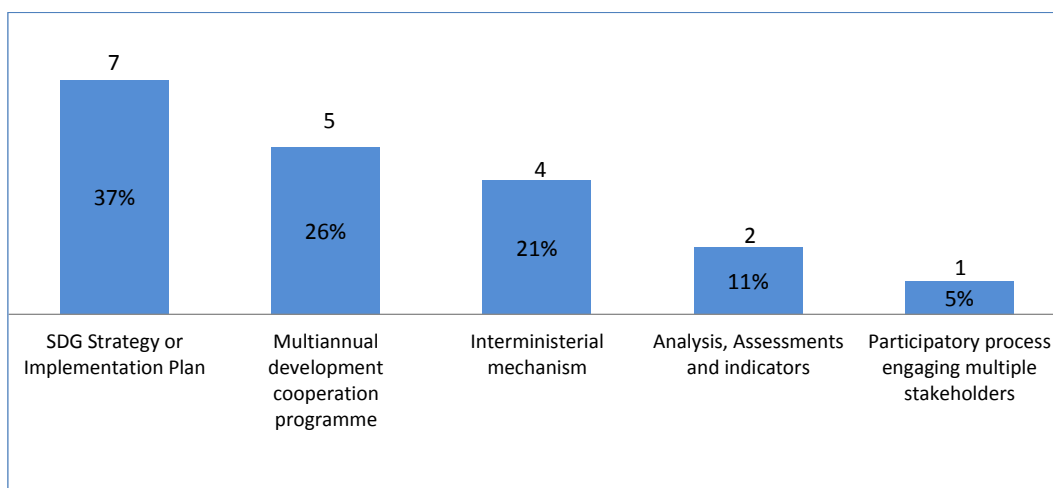 7
5
4
2
1
37%
26%
21%
11%
5%
SDG Strategy or
Implementation Plan
Multiannual
development
cooperation
programme
Interministerial
mechanism
Analysis, Assessments
and indicators
Participatory process
engaging multiple
stakeholders